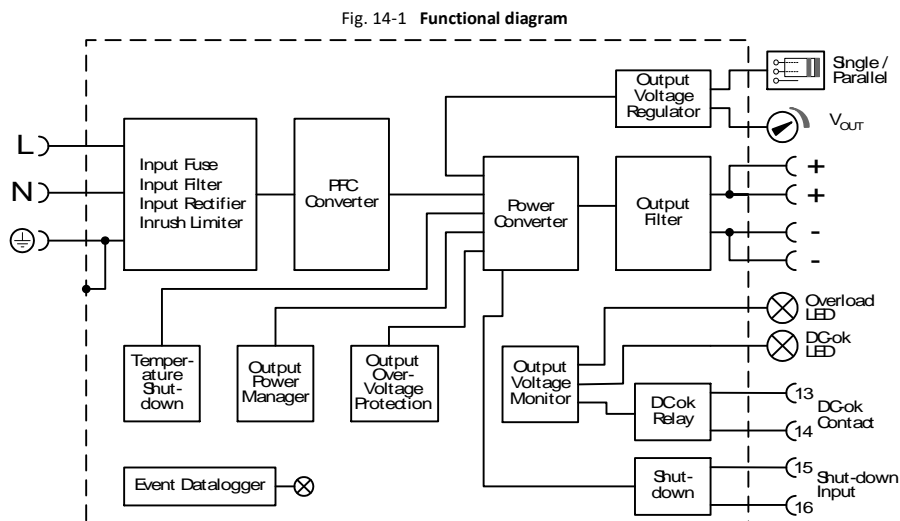 Fig. 14-1 Functional diagram
Output
Voltage
Regulator
Single /
Parallel
VOUT
L
N
Input Fuse
Input Filter
Input Rectifier
Inrush Limiter
PFC
Converter
Power
Converter
Output
Filter
+
+
-
-
Temper-
ature
Shut-
down
Output
Power
Manager
Output
Over-
Voltage
Protection
Output
Voltage
Monitor
Overload
LED
DC-ok
LED
DC-ok
Relay
13
14
DC-ok
Contact
Event Datalogger
Shut-
down
15
16
Shut-down
Input